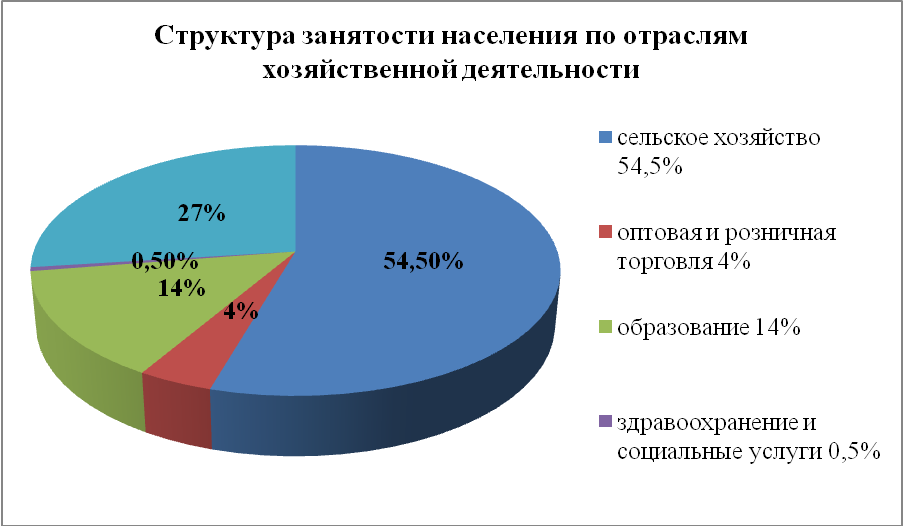 Структура занятости населения по отраслям
хозяйственной деятельности
27%
0,50%
14%
4%
54,50%
сельское хозяйство
54,5%
оптовая и розничная
торговля 4%
образование 14%
здравоохранение и
социальные услуги 0,5%